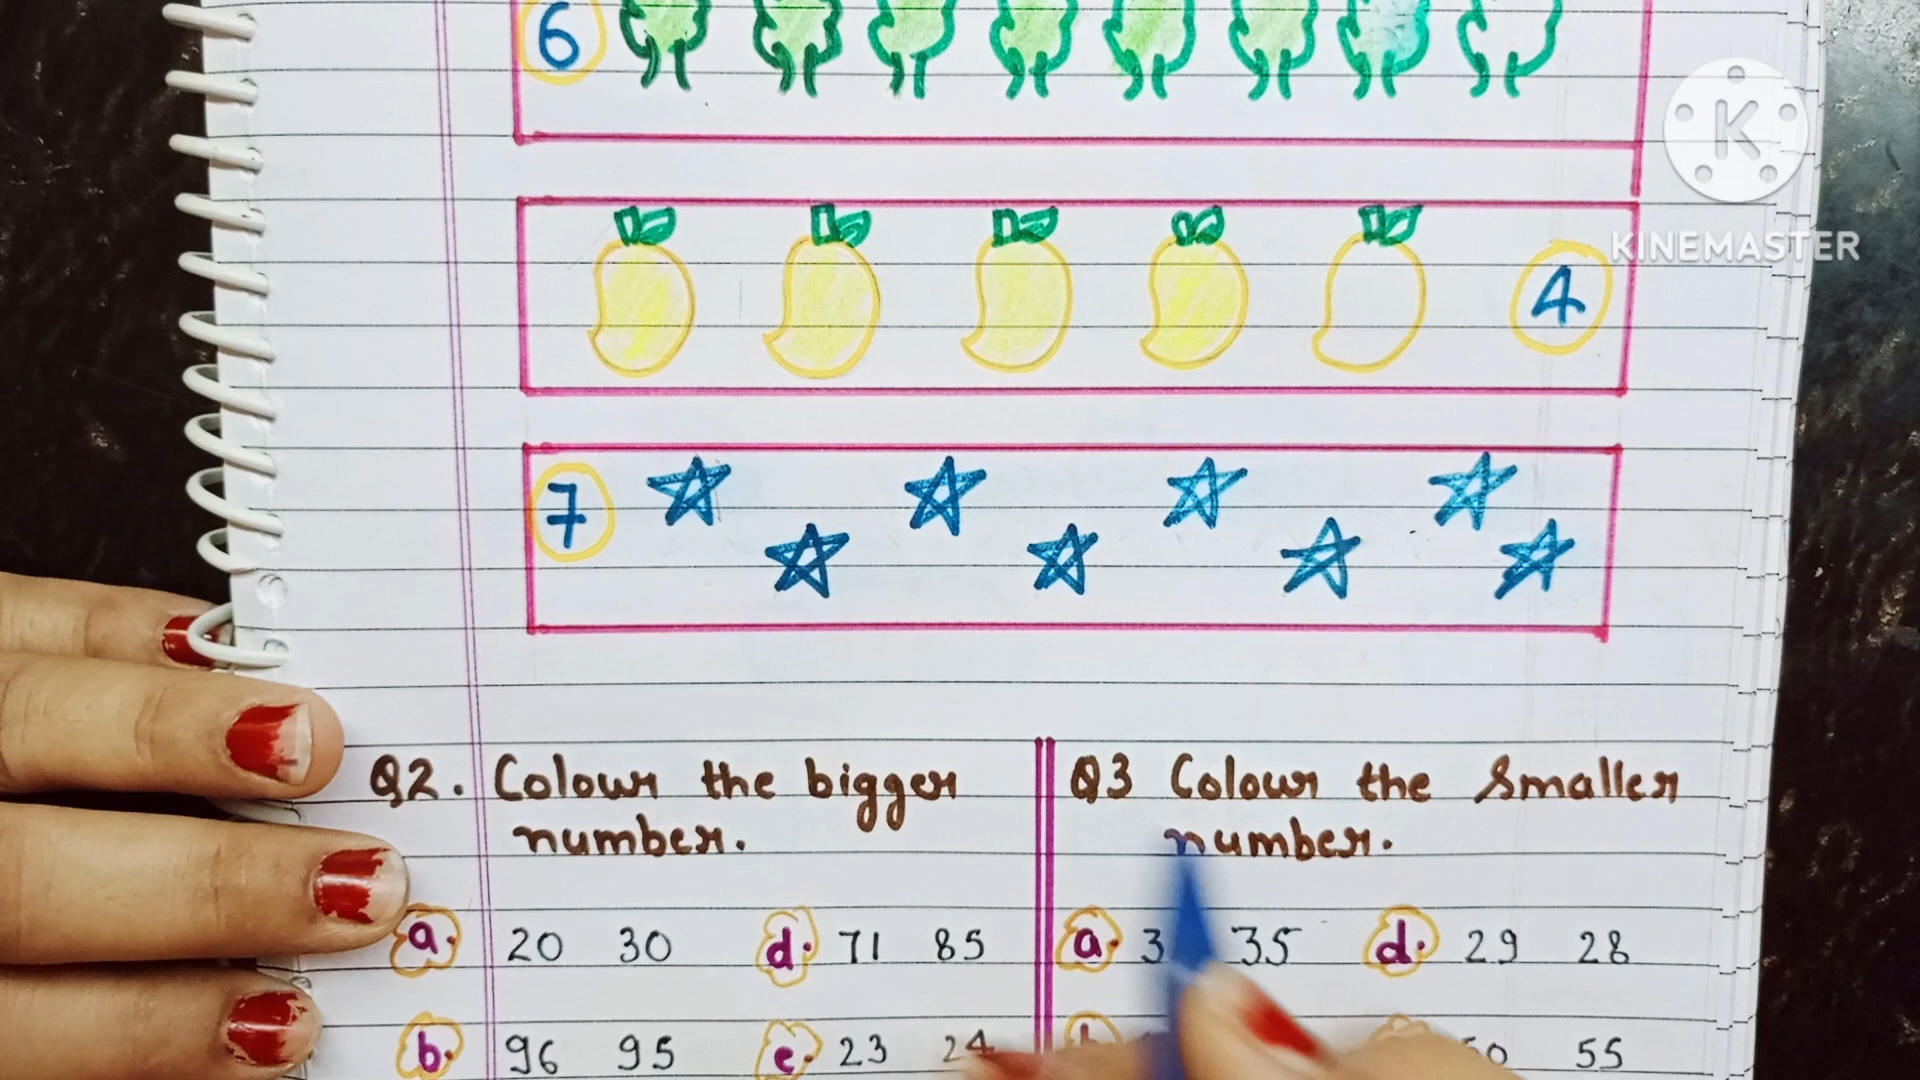 6
K
KINEMASTER
4
7
Q2. Colour the bigger
number.
Q3 Colour the Smaller
number.
a. 20 30 d. 71 85
b. 96 95 e. 23 24
a. 35 d. 29 28
55